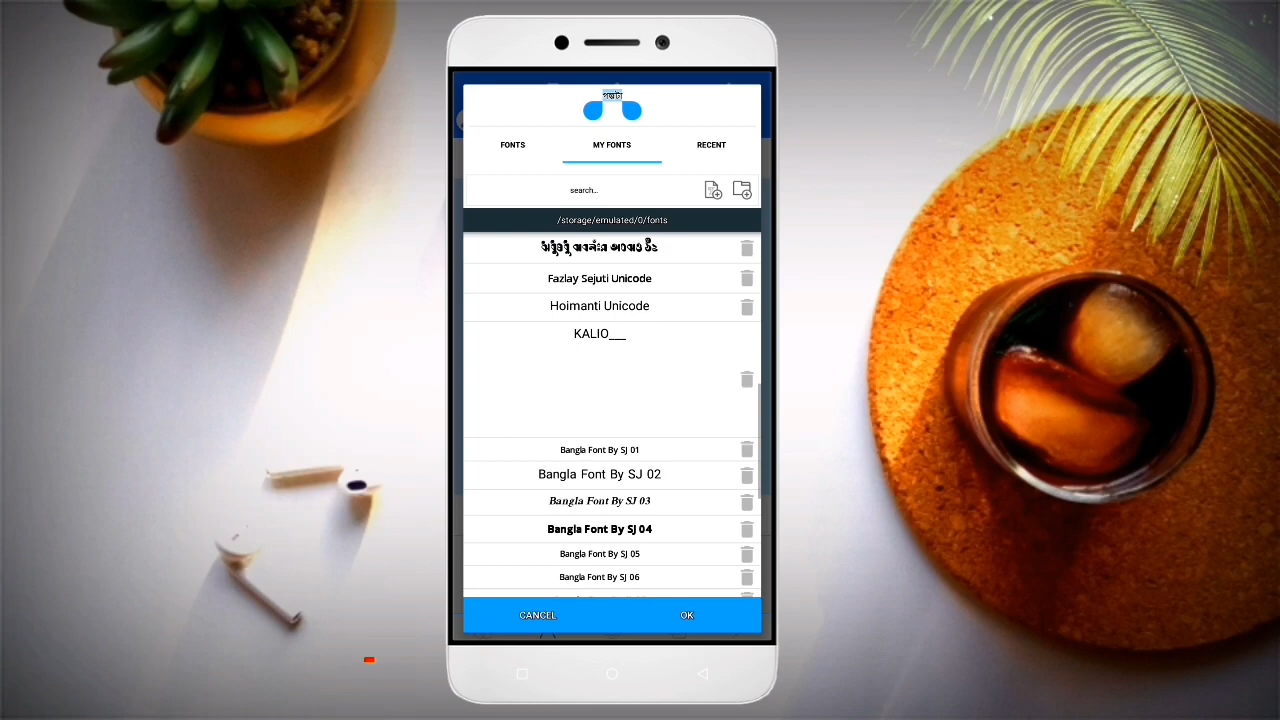 গল্পটা
FONTS
MY FONTS
RECENT
search...
/storage/emulated/0/fonts
Fazlay Sejuti Unicode
Hoimanti Unicode
KALIO___
Bangla Font By SJ 01
Bangla Font By SJ 02
Bangla Font By SJ 03
Bangla Font By SJ 04
Bangla Font By SJ 05
Bangla Font By SJ 06
CANCEL
OK